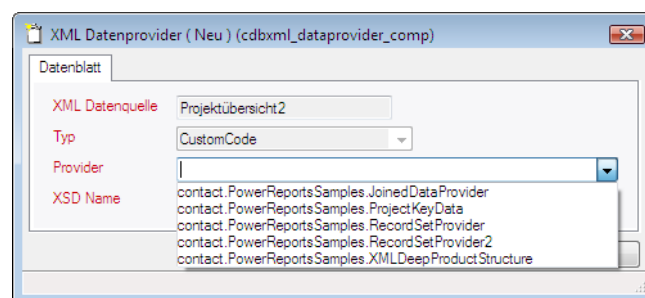 XML Datenprovider ( Neu ) (cdbxml_dataprovider_comp)
Datenblatt
XML Datenquelle Projektübersicht2
Typ CustomCode
Provider
XSD Name
contact.PowerReportsSamples.JoinedDataProvider
contact.PowerReportsSamples.ProjectKeyData
contact.PowerReportsSamples.RecordSetProvider
contact.PowerReportsSamples.RecordSetProvider2
contact.PowerReportsSamples.XMLDeepProductStructure